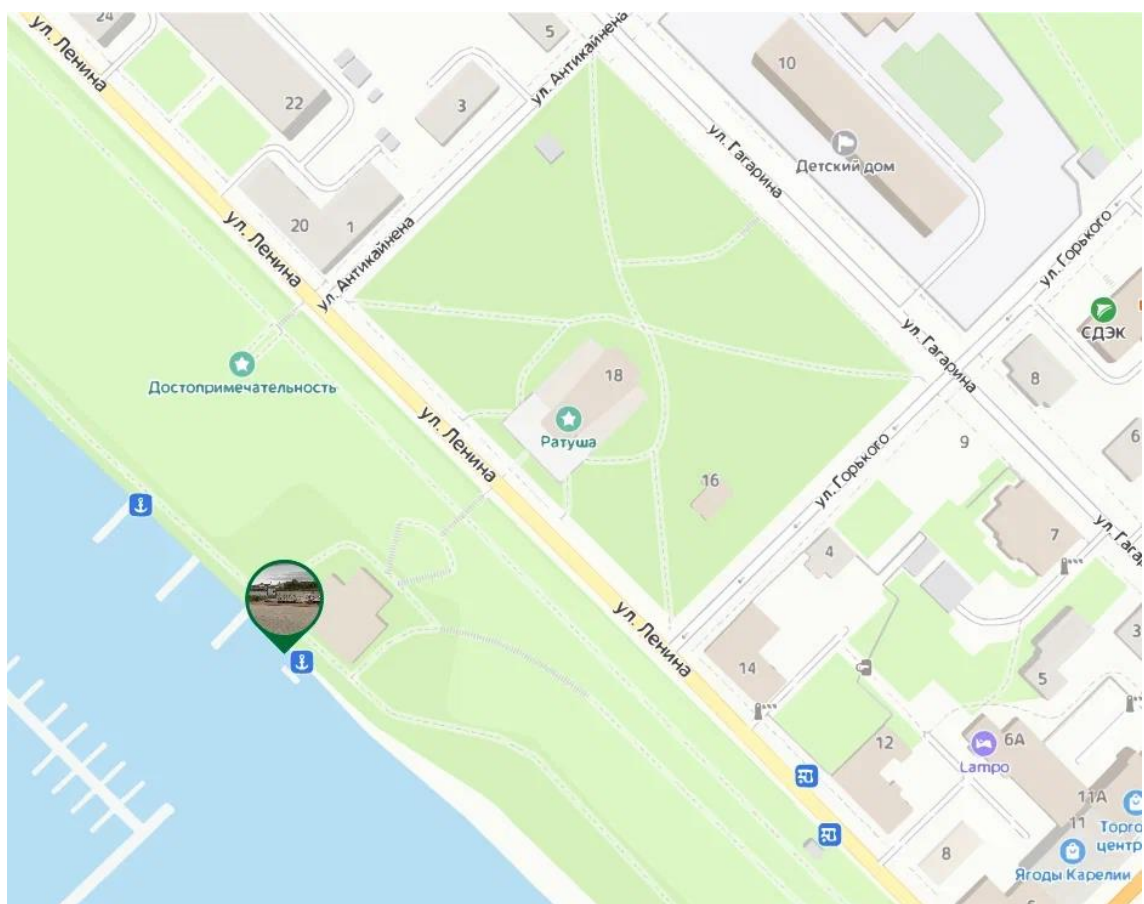 24
ул. Ленина
22
3
5
ул. Антикайнена
10
Детский дом
ул. Гагарина
ул. Горького
СДЭК
20
1
ул. Ленина
ул. Антикайнена
Достопримечательность
18
Ратуша
ул. Ленина
16
ул. Гагарина
8
6
9
ул. Горького
7
ул. Гагари
4
14
ул. Ленина
3
5
12
6А
Lampo
11А
11
Торго
центр
8
Ягоды Карелии